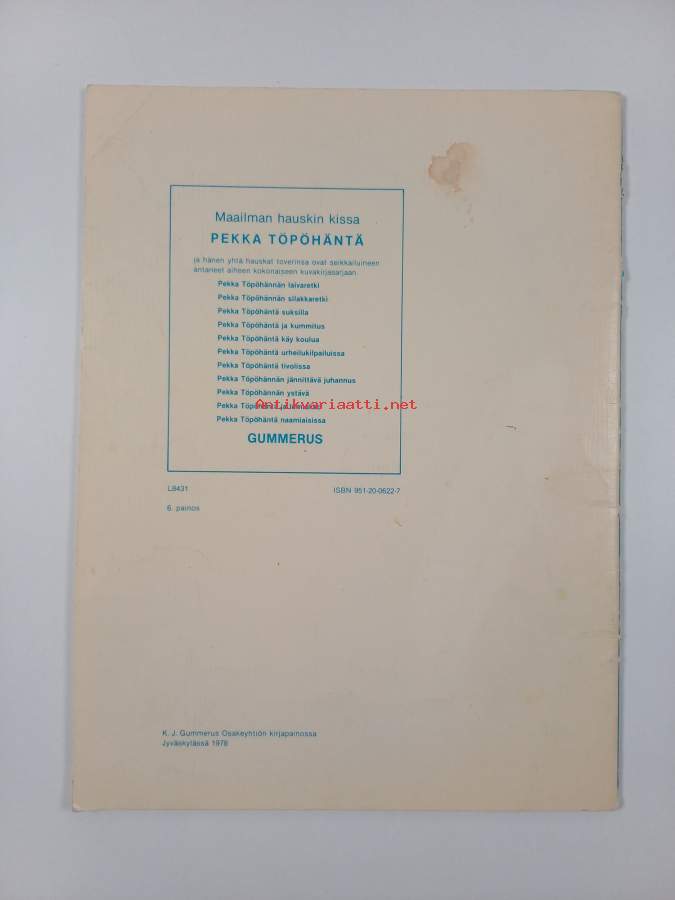 Maailman hauskin kissa
PEKKA TÖPÖHÄNTÄ
ja hänen yhtä hauskat toverinsa ovat seikkailuineen
antaneet aiheen kokonaiseen kuvakirjasarjaan:
Pekka Töpöhännän laivaretki
Pekka Töpöhännän silakkaretki
Pekka Töpöhäntä suksilla
Pekka Töpöhäntä ja kummitus
Pekka Töpöhäntä käy koulua
Pekka Töpöhäntä urheilukilpailuissa
Pekka Töpöhäntä tivolissa
Pekka Töpöhännän jännittävä juhannus
Pekka Töpöhännän ystävä
Pekka
Antikvariaatti.net
Pekka Töpöhäntä naamiaisissa
GUMMERUS
L8431 ISBN 951-20-0622-7
6. painos
K. J. Gummerus Osakeyhtiön kirjapainossa
Jyväskylässä 1978